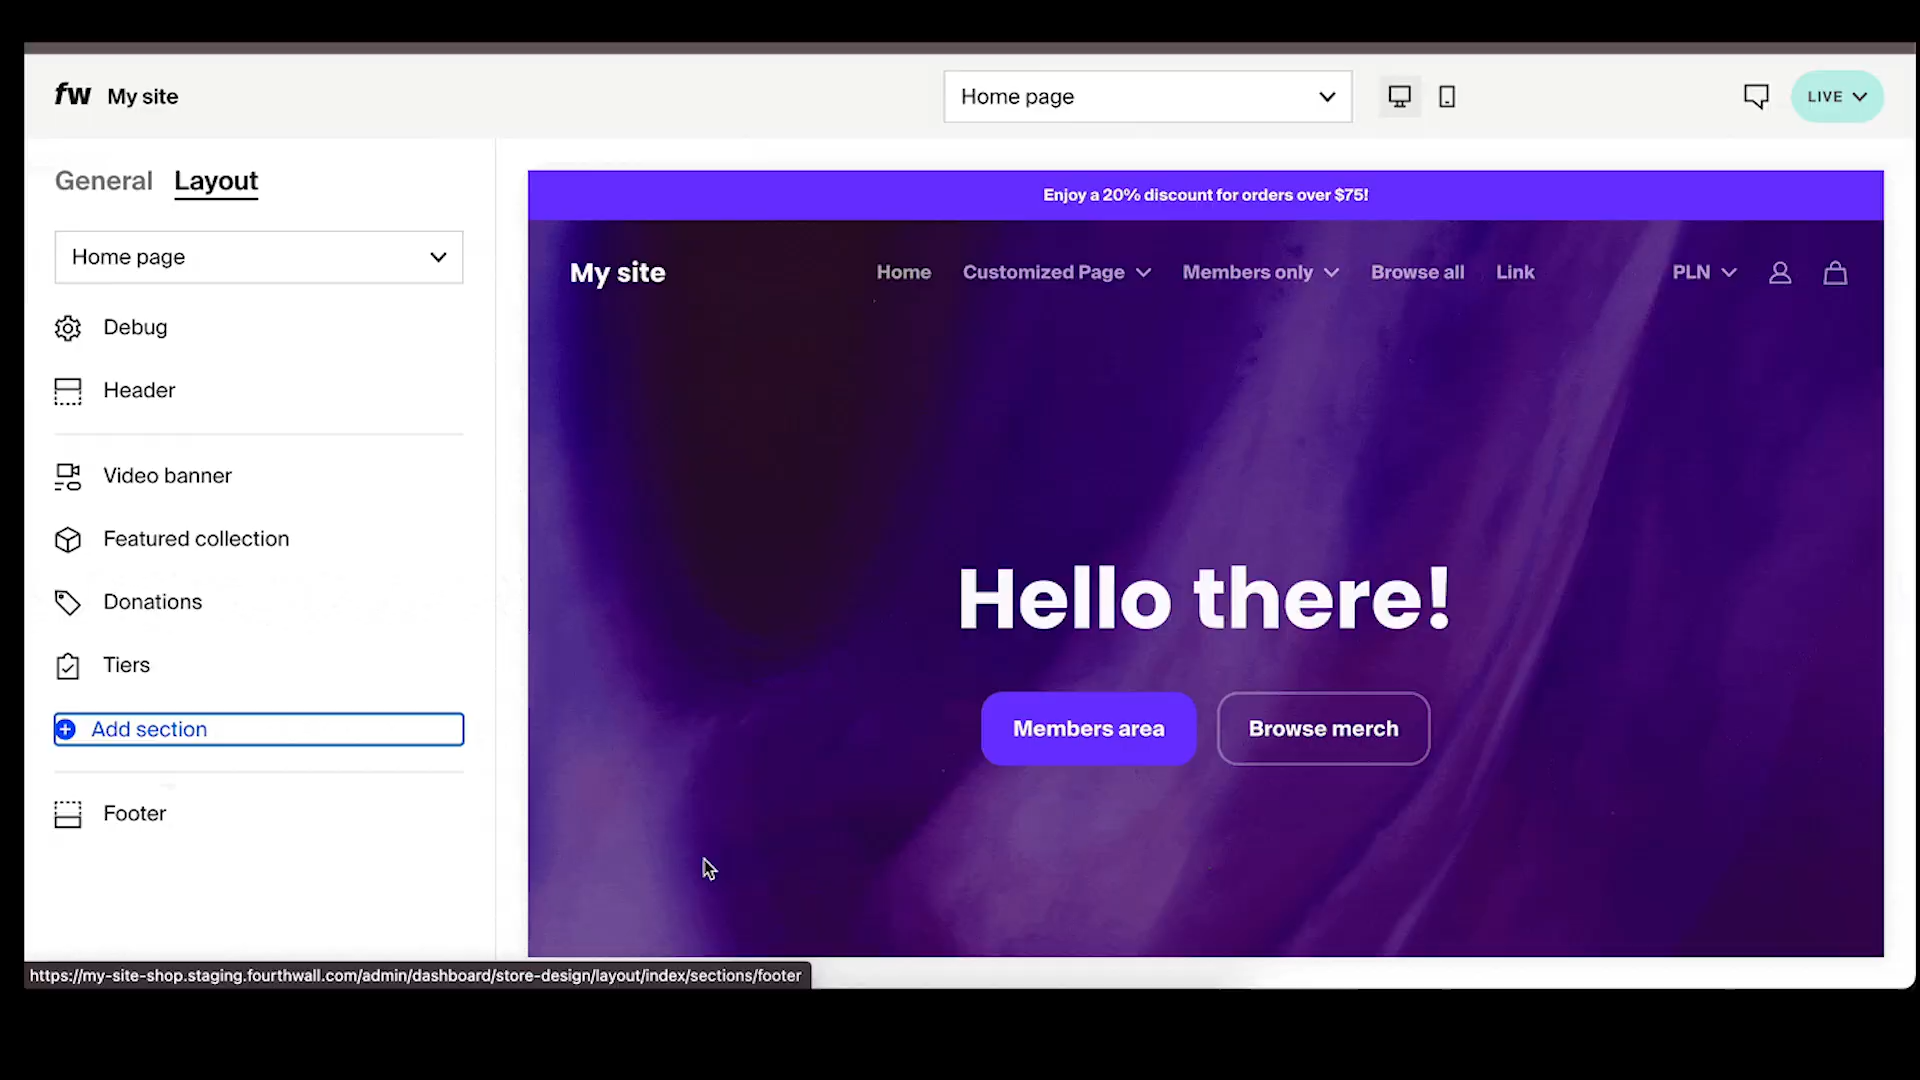 fw My site
Home page
LIVE
General Layout
Home page
Debug
Header
Video banner
Featured collection
Donations
Tiers
Add section
Footer
Enjoy a 20% discount for orders over $75!
My site
Home Customized Page Members only Browse all Link PLN
Hello there!
Members area Browse merch
https://my-site-shop.staging.fourthwall.com/admin/dashboard/store-design/layout/index/sections/footer